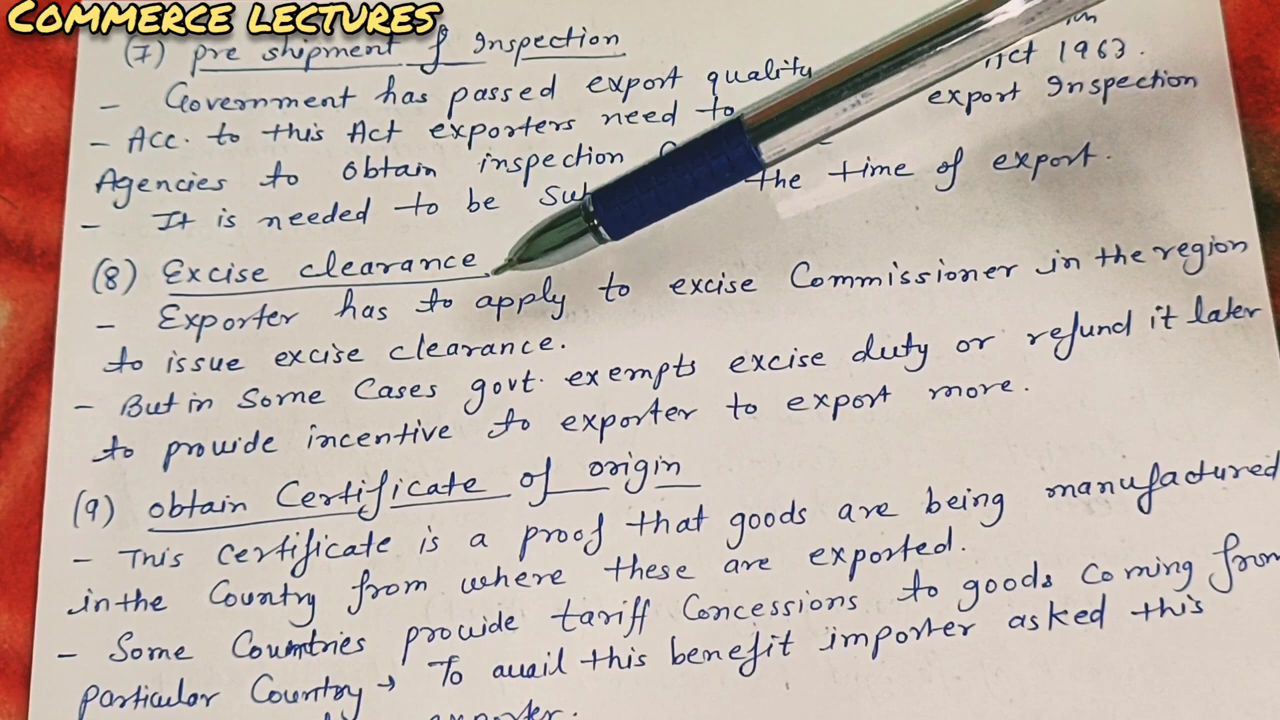 COMMERCE LECTURES
(7) Pre shipment & Inspection
- Government has passed export quality Act 1963.
- Acc. to this Act exporters need to export Inspection
Agencies to obtain inspection
- It is needed to be the time of export.
(8) Excise clearance
- Exporter has to apply to excise Commissioner in the region
to issue excise clearance.
- But in Some Cases govt. exempts excise duty or refund it later
to provide incentive to exporter to export more.
(9) obtain Certificate of origin
- This certificate is a proof that goods are being manufactured
in the Country from where these are exported.
- Some Countries provide tariff Concessions to goods coming from
particular Country → To avail this benefit importer asked this
exporter.